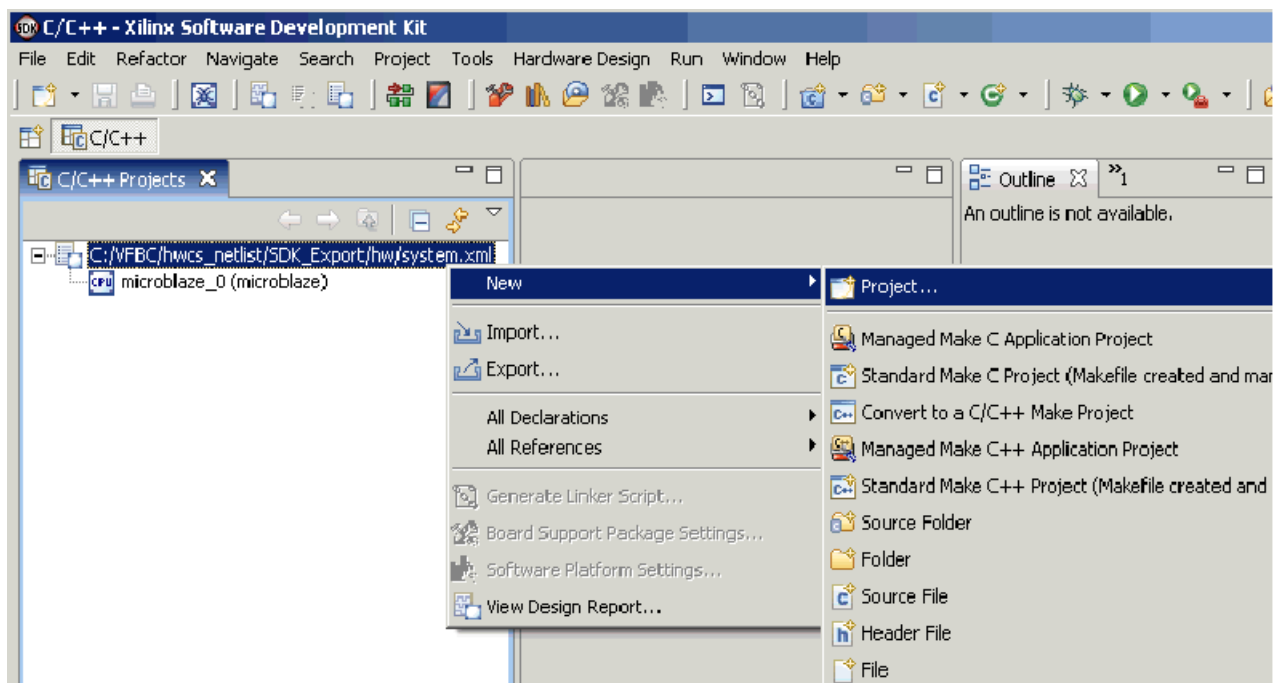 C/C++ - Xilinx Software Development Kit
File Edit Refactor Navigate Search Project Tools Hardware Design Run Window Help
C/C++
C/C++ Projects
Outline
1
An outline is not available.
C:/VFBC/hwcs_netlist/SDK_Export/hw/system.xml
microblaze_0 (microblaze)
New
Import...
Export...
All Declarations
All References
Generate Linker Script...
Board Support Package Settings...
Software Platform Settings...
View Design Report...
Project...
Managed Make C Application Project
Standard Make C Project (Makefile created and mar
Convert to a C/C++ Make Project
Managed Make C++ Application Project
Standard Make C++ Project (Makefile created and
Source Folder
Folder
Source File
Header File
File